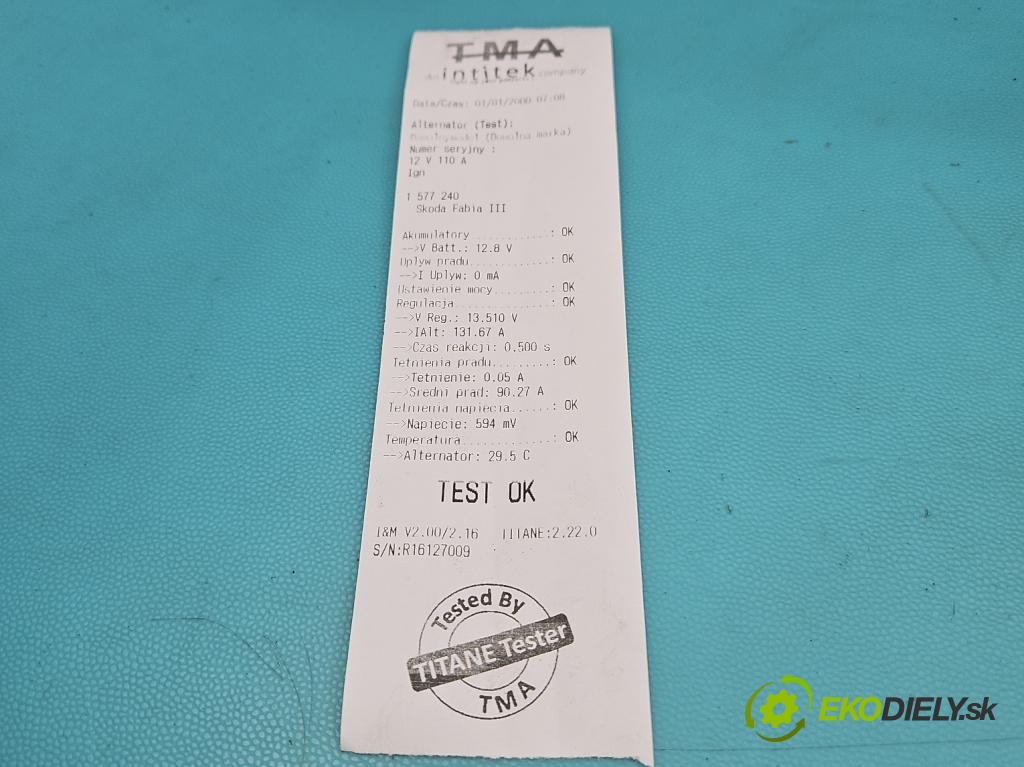 TMA
An intitek company
Data/Czas: 01/01/2000 07:08
Alternator (Test):
(Domolna marka)
Numer seryjny :
12 V 110 A
Ign
1 577 240
Skoda Fabia III
Akumulatory ............: OK
-->V Batt.: 12.8 V
Uplyw pradu............: OK
-->I Uplyw: 0 mA
Ustawienie mocy........: OK
Regulacja..............: OK
-->V Reg.: 13.510 V
-->IAlt: 131.67 A
-->Czas reakcji: 0.500 s
Tetnienia pradu........: OK
-->Tetnienie: 0.05 A
-->Sredni prad: 90.27 A
Tetnienia napiecia.....: OK
-->Napiecie: 594 mV
Temperatura............: OK
-->Alternator: 29.5 C
TEST OK
I&M V2.00/2.16 TITANE:2.22.0
S/N:R16127009
Tested By
TITANE Tester
TMA
EKODIELY.sk